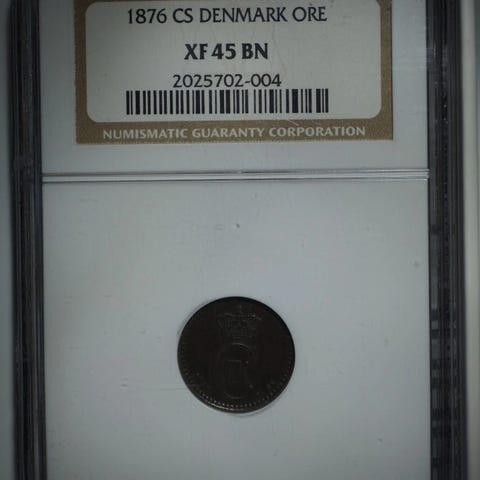 1876 CS DENMARK ORE
XF 45 BN
2025702-004
NUMISMATIC GUARANTY CORPORATION